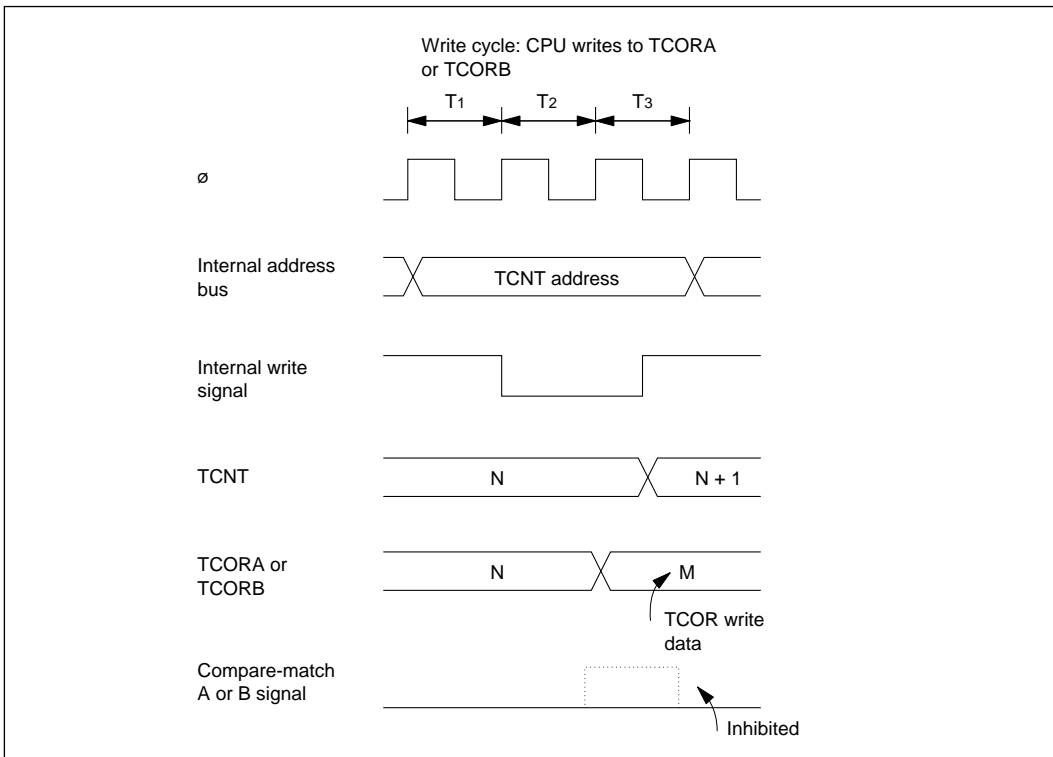 Write cycle: CPU writes to TCORA
or TCORB
T1 T2 T3
ø
Internal address
bus
TCNT address
Internal write
signal
TCNT
N
N + 1
TCORA or
TCORB
N
M
TCOR write
data
Compare-match
A or B signal
Inhibited